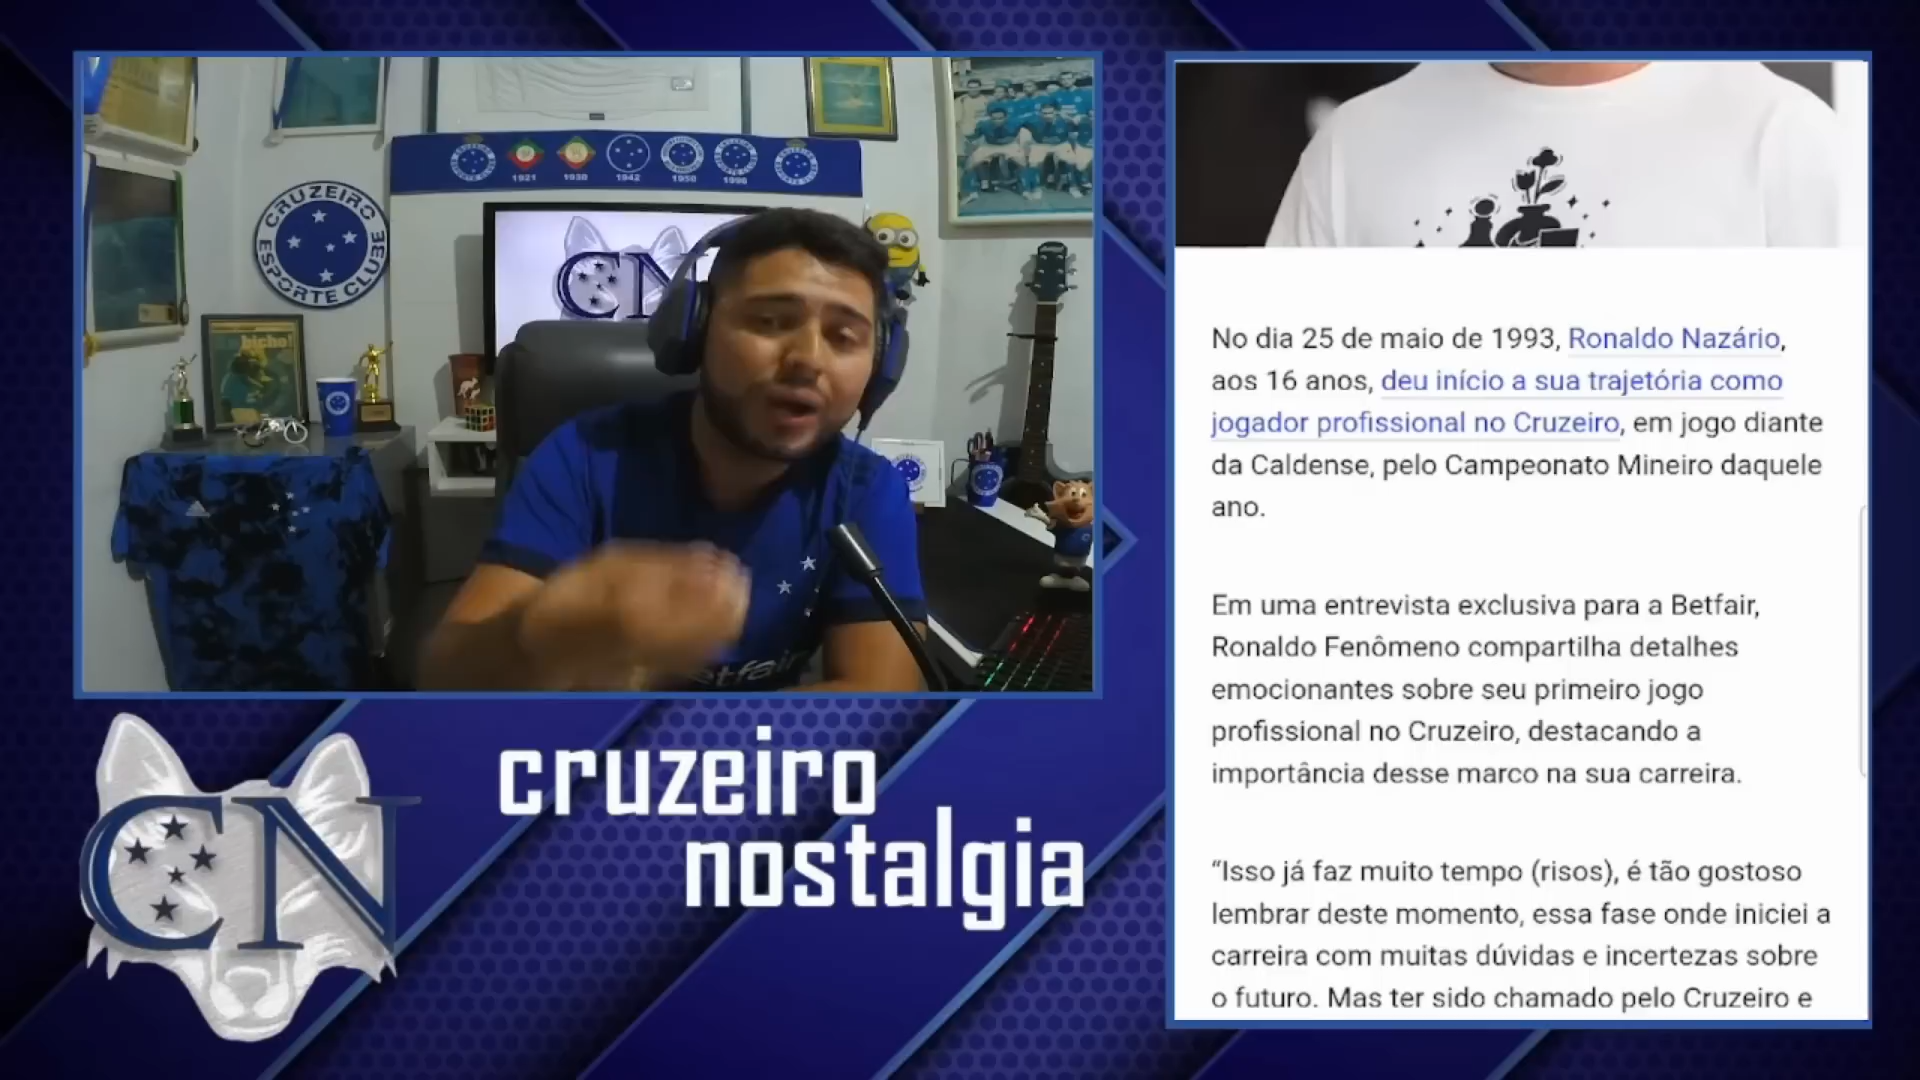 CRUZEIRO
ESPORTE CLUBE
1921
1930
1942
1950
1996
bicho!
CN
etfair
cruzeiro
nostalgia
CN
No dia 25 de maio de 1993, Ronaldo Nazário,
aos 16 anos, deu início a sua trajetória como
jogador profissional no Cruzeiro, em jogo diante
da Caldense, pelo Campeonato Mineiro daquele
ano.
Em uma entrevista exclusiva para a Betfair,
Ronaldo Fenômeno compartilha detalhes
emocionantes sobre seu primeiro jogo
profissional no Cruzeiro, destacando a
importância desse marco na sua carreira.
“Isso já faz muito tempo (risos), é tão gostoso
lembrar deste momento, essa fase onde iniciei a
carreira com muitas dúvidas e incertezas sobre
o futuro. Mas ter sido chamado pelo Cruzeiro e